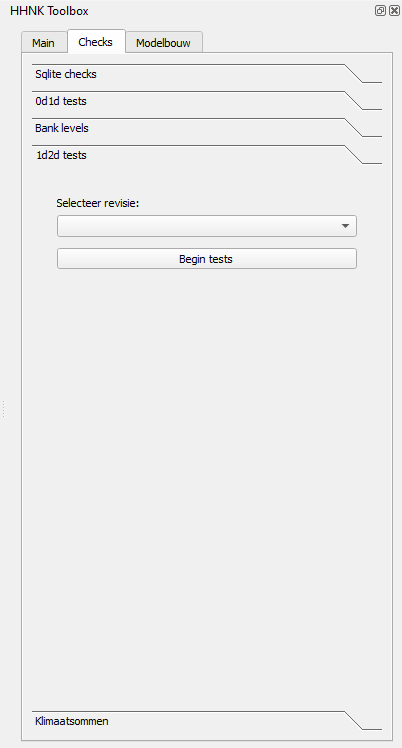 HHNK Toolbox
Main
Checks
Modelbouw
Sqlite checks
0d1d tests
Bank levels
1d2d tests
Selecteer revisie:
Begin tests
Klimaatsommen